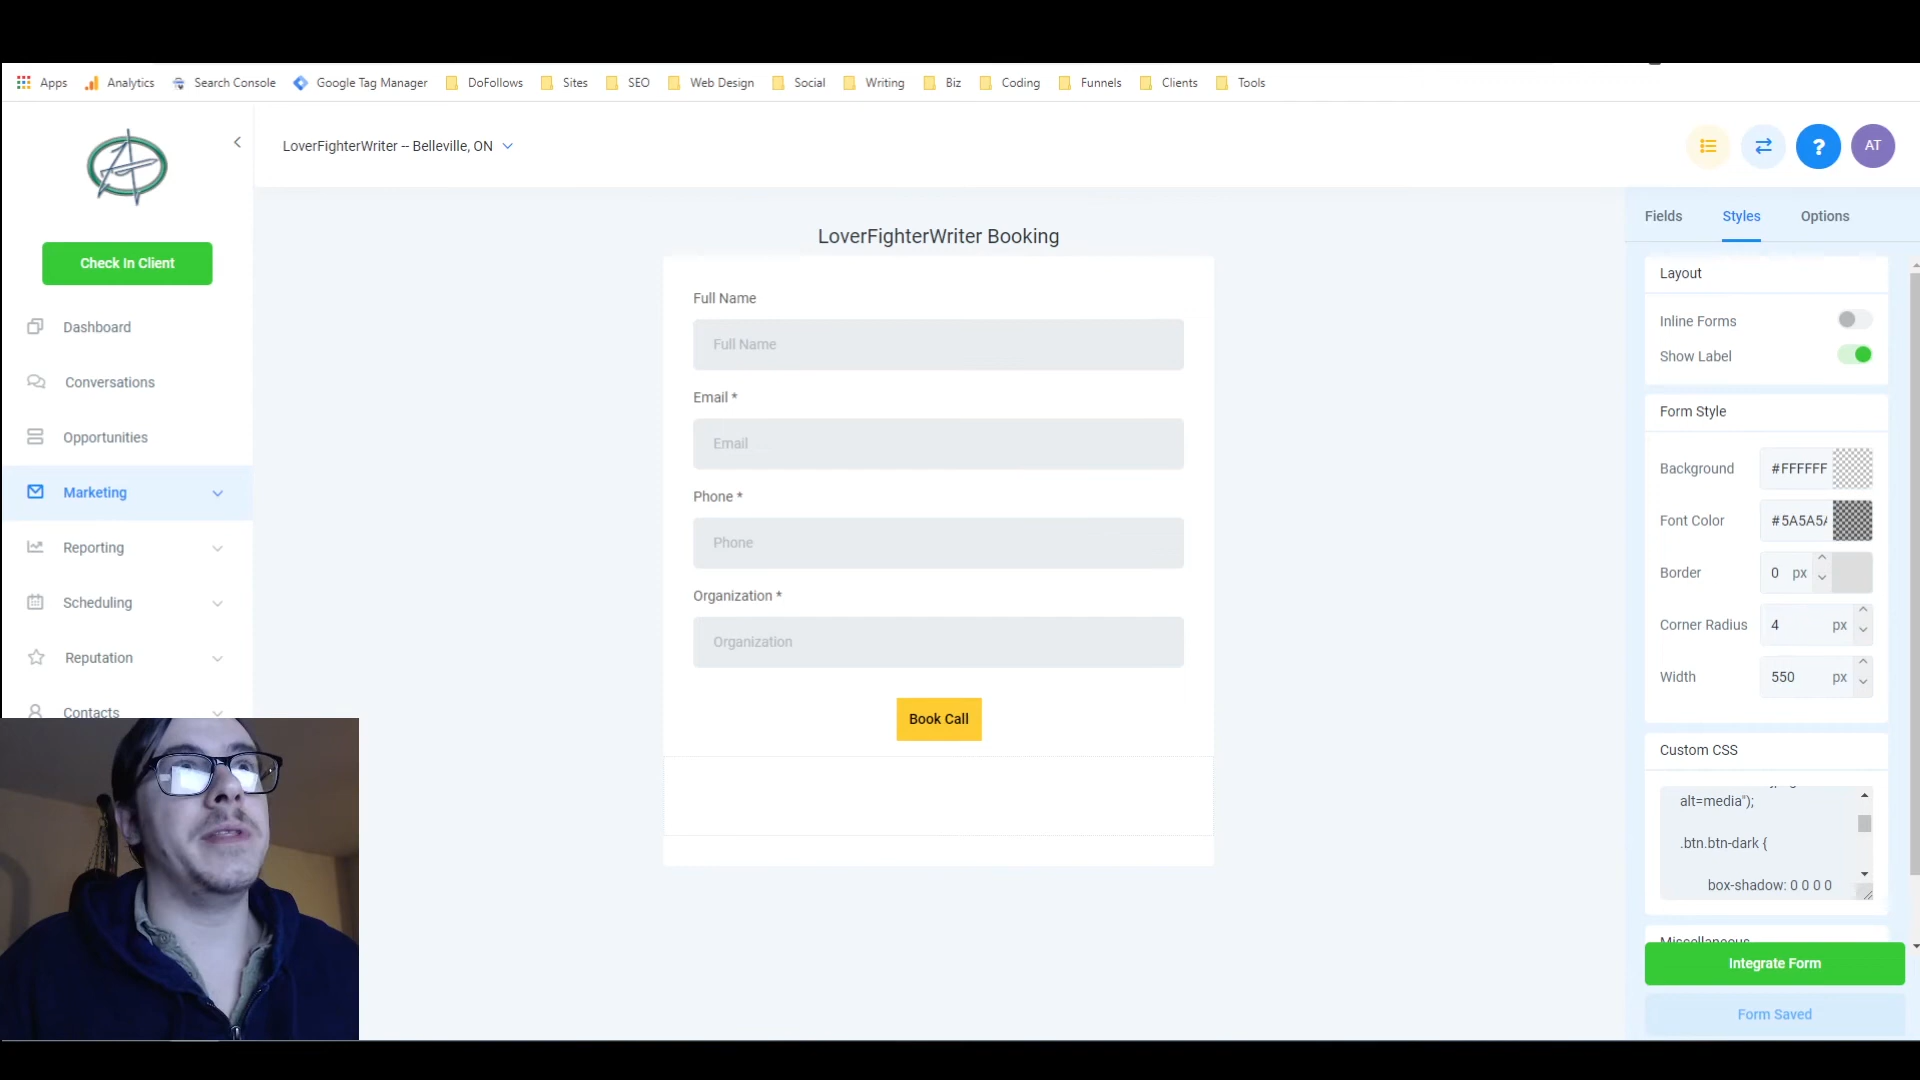 Apps Analytics Search Console Google Tag Manager DoFollows Sites SEO Web Design Social Writing Biz Coding Funnels Clients Tools
LoverFighterWriter -- Belleville, ON
? AT
Check In Client
Dashboard
Conversations
Opportunities
Marketing
Reporting
Scheduling
Reputation
Contacts
LoverFighterWriter Booking
Full Name
Full Name
Email *
Email
Phone *
Phone
Organization *
Organization
Book Call
Fields Styles Options
Layout
Inline Forms
Show Label
Form Style
Background #FFFFFF
Font Color #5A5A5A
Border 0 px
Corner Radius 4 px
Width 550 px
Custom CSS
alt=media");
.btn.btn-dark {
box-shadow: 0 0 0 0
Miscellaneous
Integrate Form
Form Saved